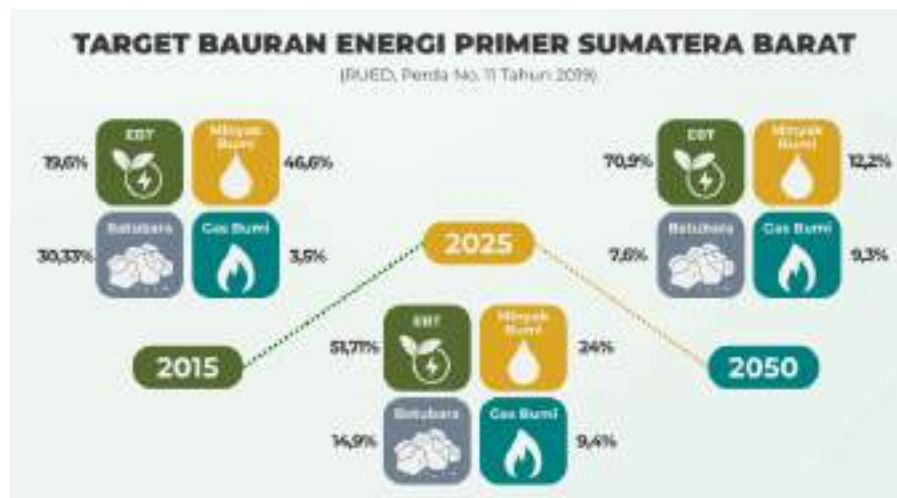 TARGET BAURAN ENERGI PRIMER SUMATERA BARAT
(RUED, Perda No. 11 Tahun 2019)
EBT
Minyak
Bumi
19,6%
46,6%
Batubara
Gas Bumi
30,33%
3,5%
2015
2025
EBT
Minyak
Bumi
51,71%
24%
Batubara
Gas Bumi
14,9%
9,4%
EBT
Minyak
Bumi
70,9%
12,2%
Batubara
Gas Bumi
7,6%
9,3%
2050